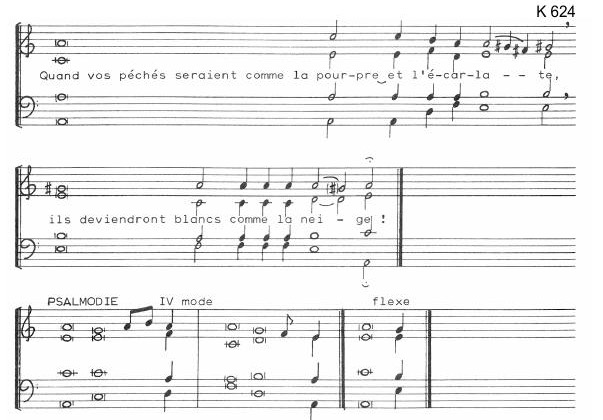 K 624
Quand vos péchés seraient comme la pour-pre et l'é-car-la - - te,
ils deviendront blancs comme la nei - ge !
PSALMODIE IV mode flexe